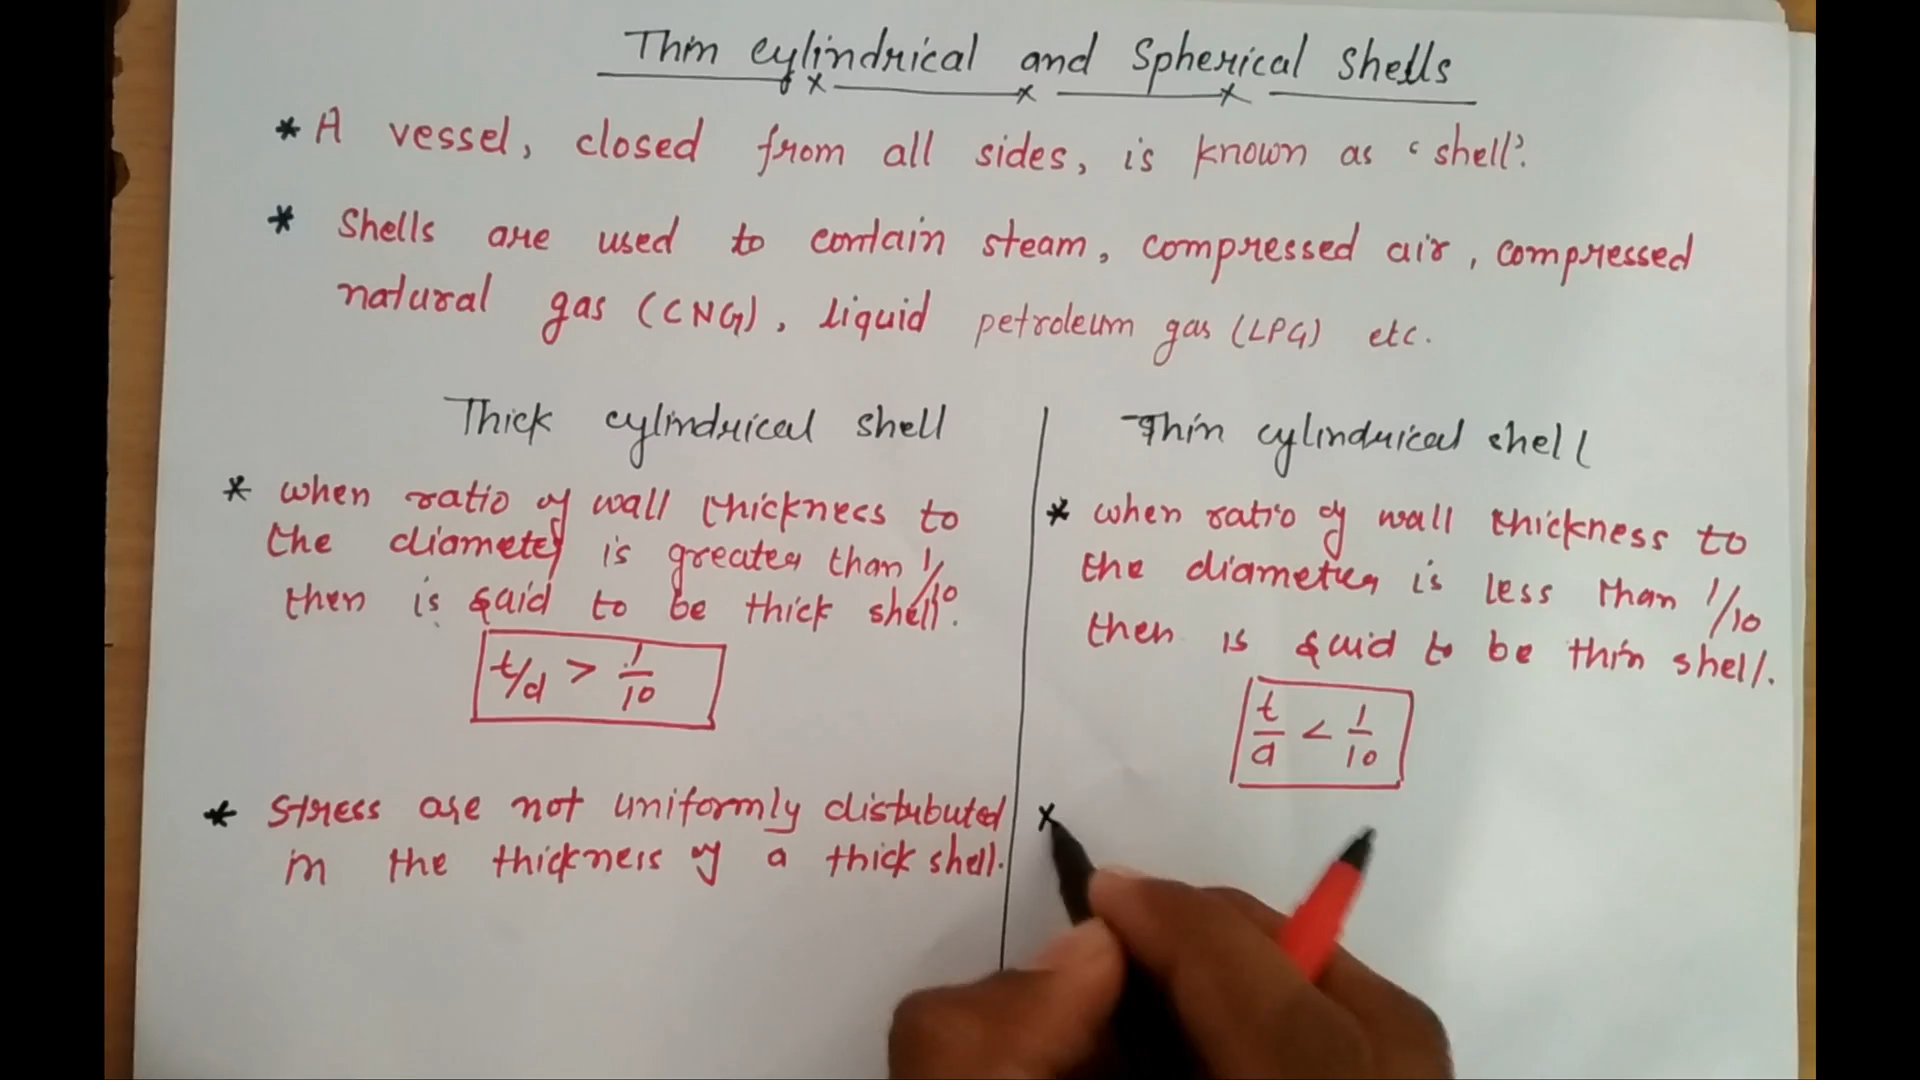 Thin cylindrical and Spherical Shells
* A vessel, closed from all sides, is known as 'shell'.
* Shells are used to contain steam, compressed air, compressed
natural gas (CNG), liquid petroleum gas (LPG) etc.
Thick cylindrical shell
* when ratio of wall thickness to
the diameter is greater than 1/10
then is said to be thick shell.
t/d > 1/10
* Stress are not uniformly distributed
in the thickness of a thick shell.
Thin cylindrical shell
* when ratio of wall thickness to
the diameter is less than 1/10
then is said to be thin shell.
t/d < 1/10